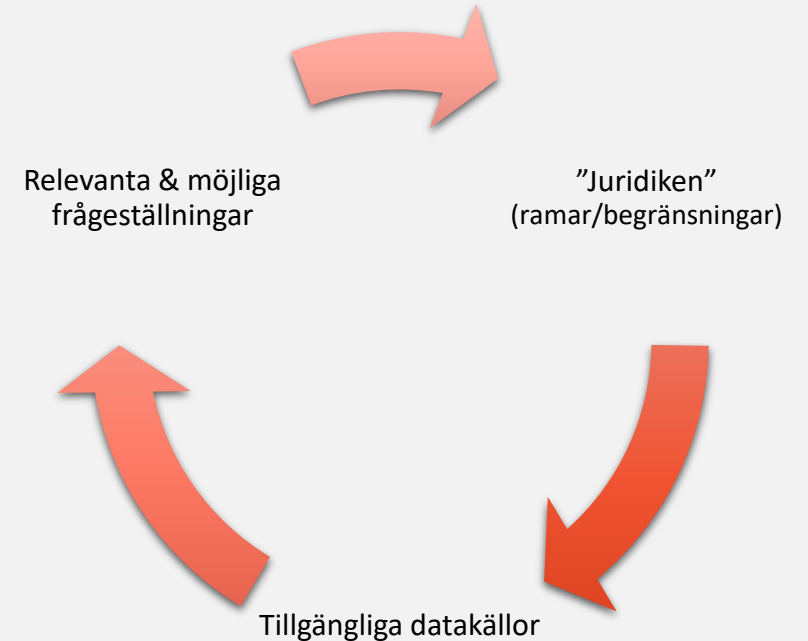 Relevanta & möjliga
frågeställningar
”Juridiken”
(ramar/begränsningar)
Tillgängliga datakällor